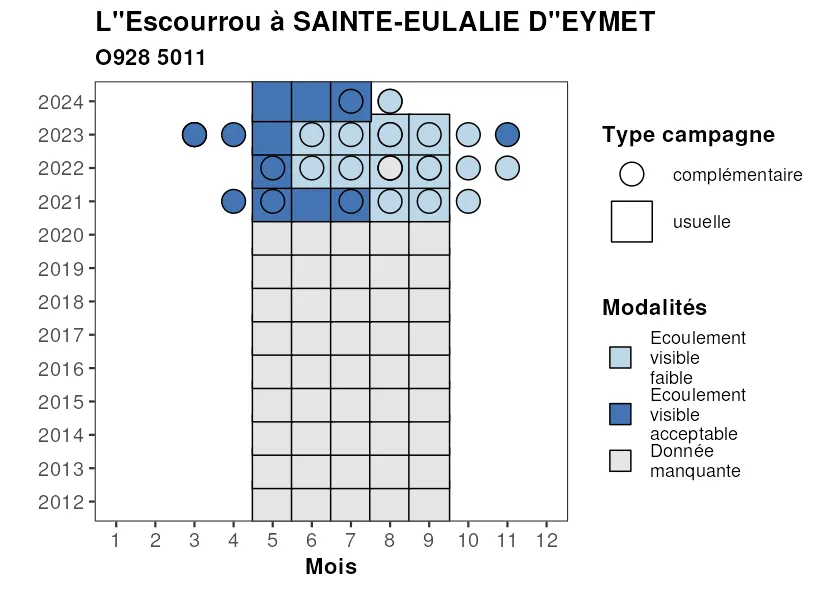 L"Escourrou à SAINTE-EULALIE D"EYMET
O928 5011
2024
2023
2022
2021
2020
2019
2018
2017
2016
2015
2014
2013
2012
1 2 3 4 5 6 7 8 9 10 11 12
Mois
Type campagne
complémentaire
usuelle
Modalités
Ecoulement
visible
faible
Ecoulement
visible
acceptable
Donnée
manquante